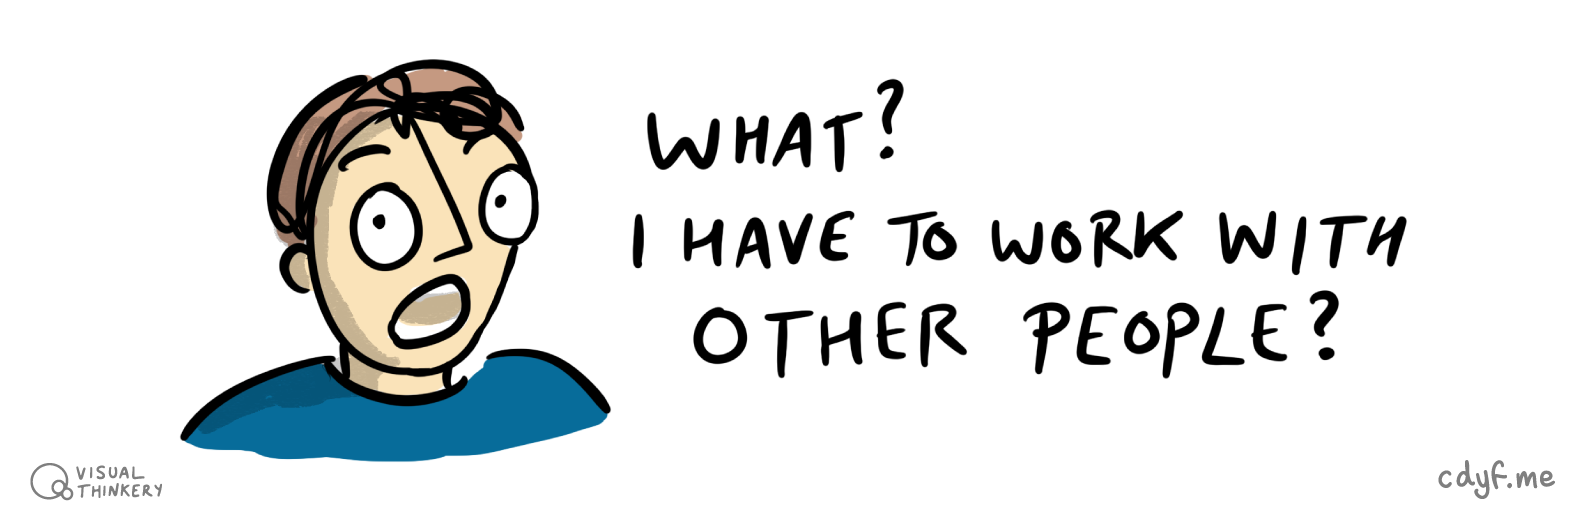 WHAT?
I HAVE TO WORK WITH
OTHER PEOPLE?
VISUAL
THINKERY
cdyf.me